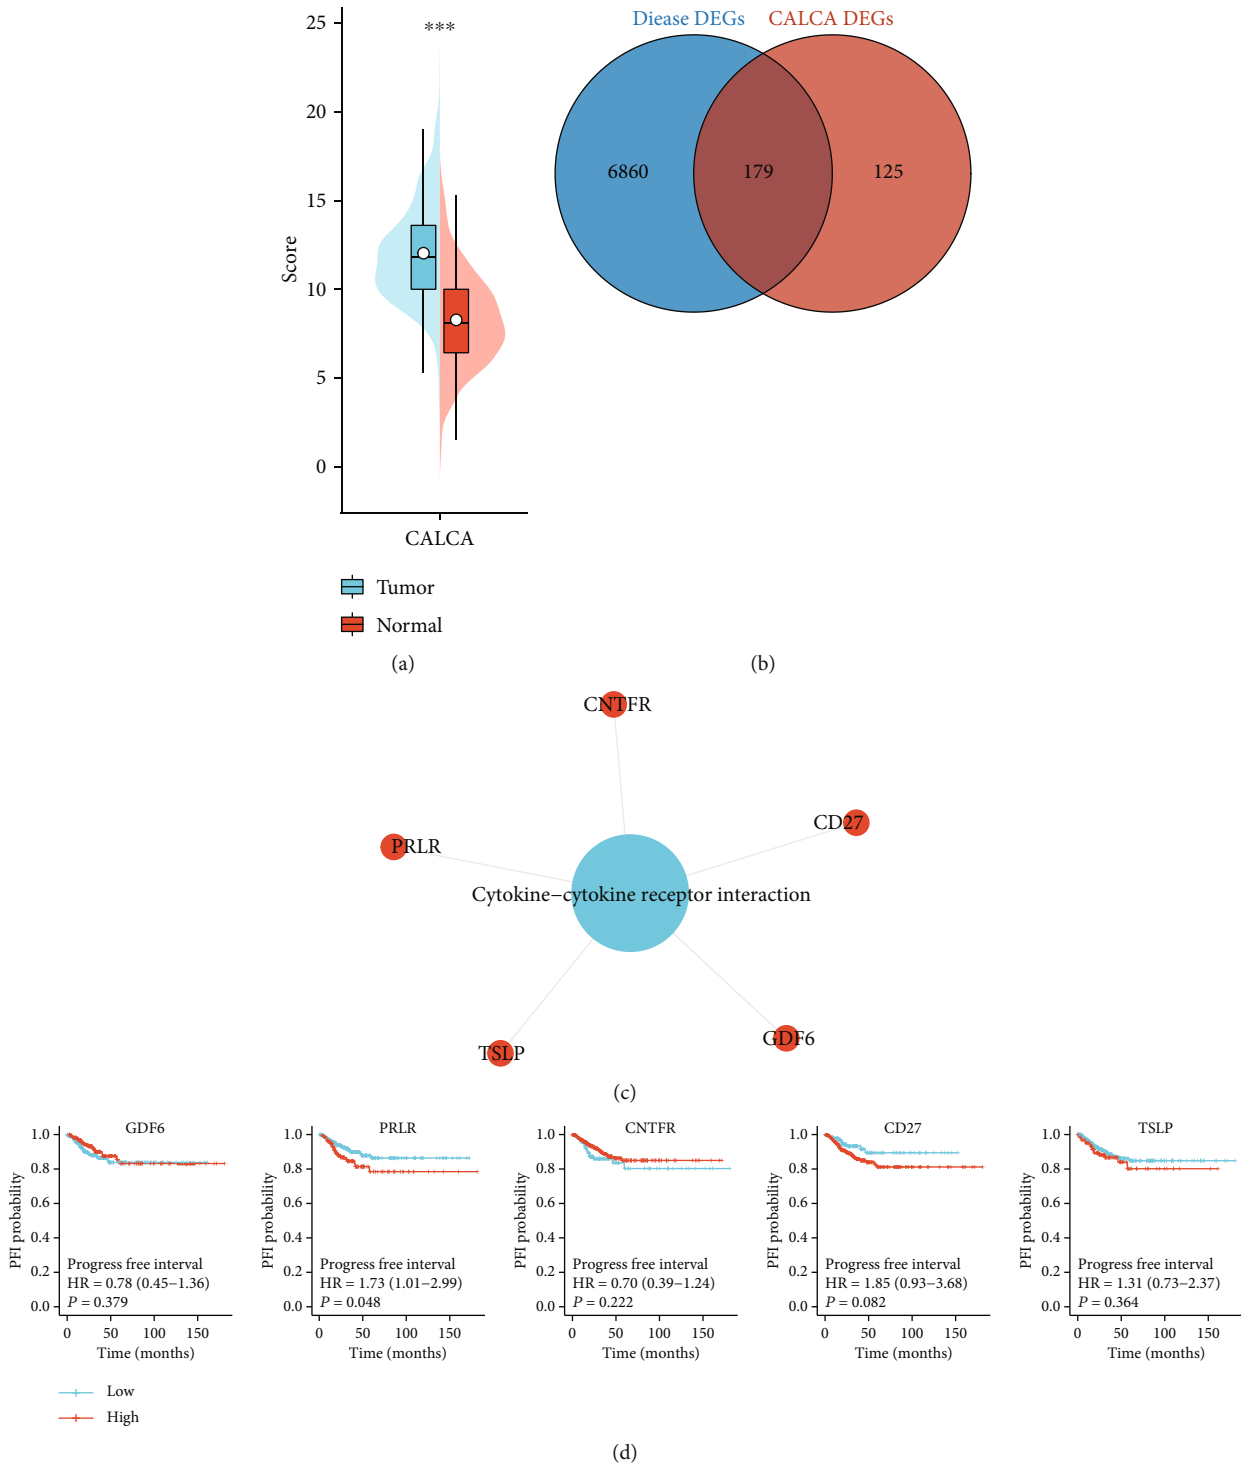 25
20
15
10
5
0
Score
***
CALCA
Tumor
Normal
(a)
Diease DEGs
CALCA DEGs
6860
179
125
(b)
CNTFR
CD27
PRLR
Cytokine−cytokine receptor interaction
TSLP
GDF6
(c)
GDF6
1.0
0.8
0.6
0.4
0.2
0.0
PFI probability
Progress free interval
HR = 0.78 (0.45−1.36)
P = 0.379
0 50 100 150
Time (months)
PRLR
1.0
0.8
0.6
0.4
0.2
0.0
PFI probability
Progress free interval
HR = 1.73 (1.01−2.99)
P = 0.048
0 50 100 150
Time (months)
CNTFR
1.0
0.8
0.6
0.4
0.2
0.0
PFI probability
Progress free interval
HR = 0.70 (0.39−1.24)
P = 0.222
0 50 100 150
Time (months)
CD27
1.0
0.8
0.6
0.4
0.2
0.0
PFI probability
Progress free interval
HR = 1.85 (0.93−3.68)
P = 0.082
0 50 100 150
Time (months)
TSLP
1.0
0.8
0.6
0.4
0.2
0.0
PFI probability
Progress free interval
HR = 1.31 (0.73−2.37)
P = 0.364
0 50 100 150
Time (months)
Low
High
(d)